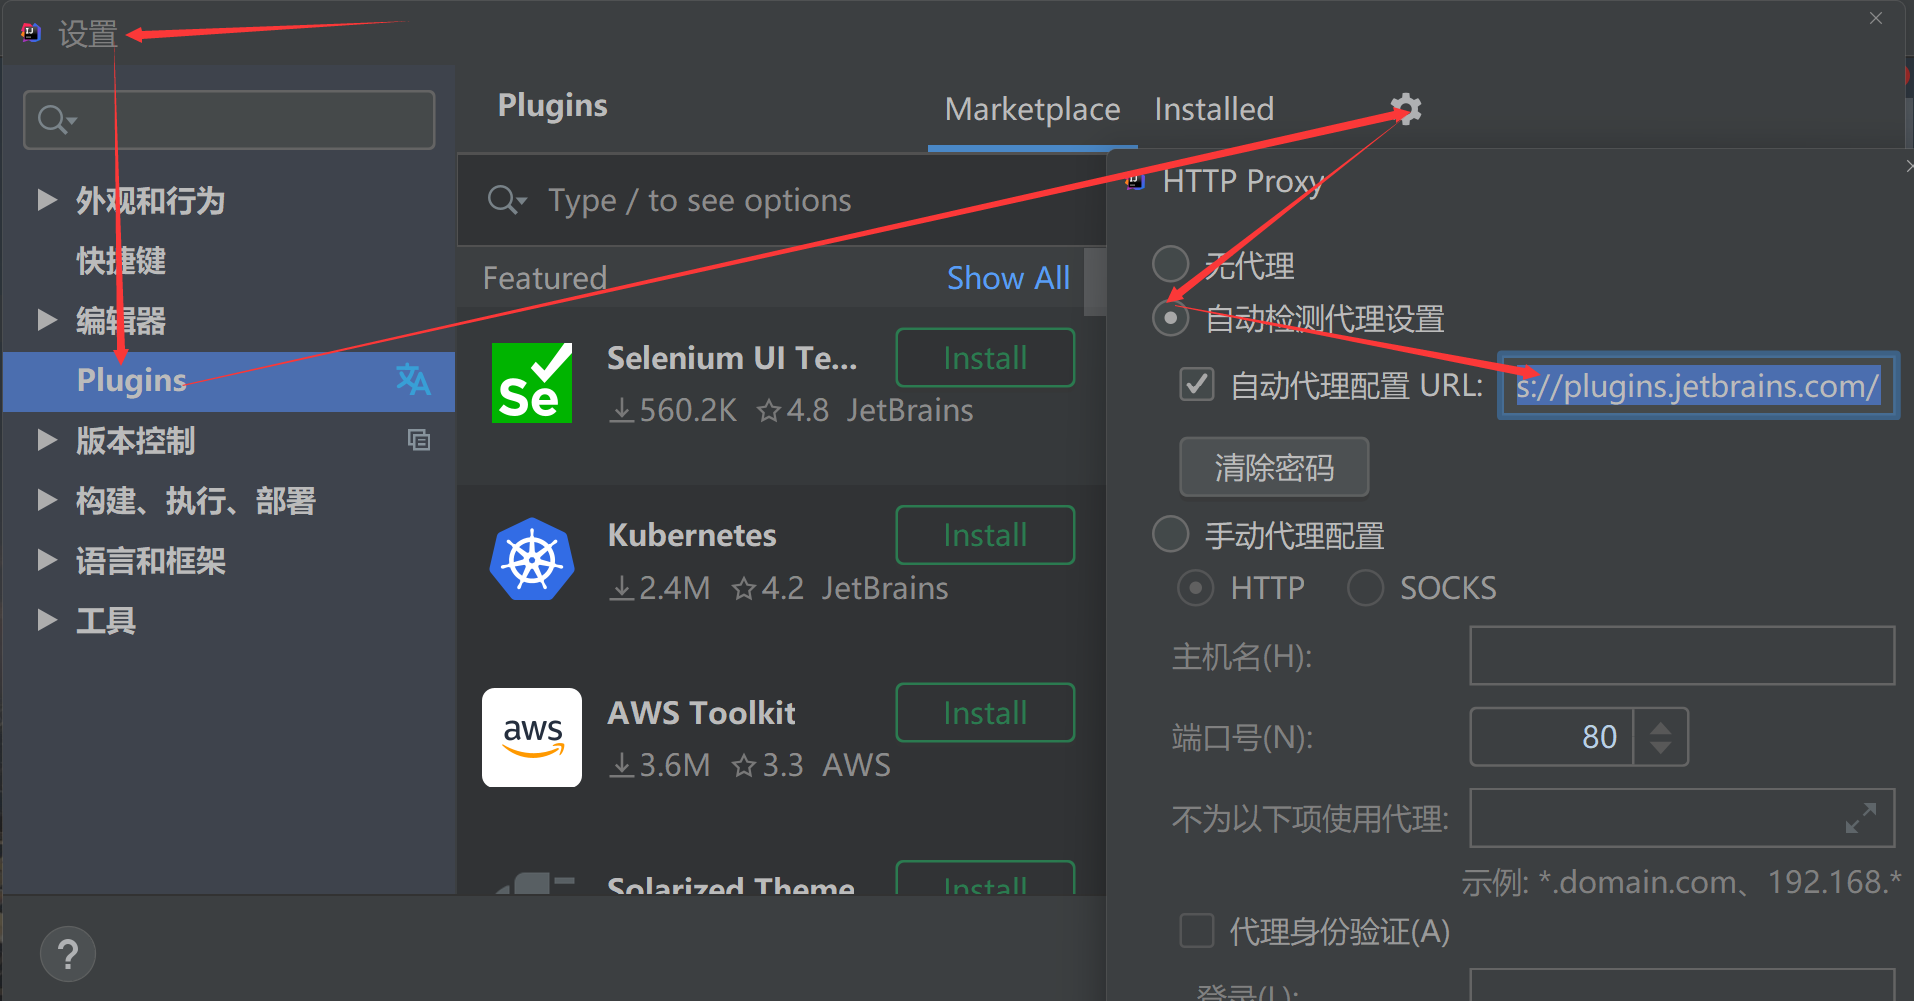 设置
外观和行为
快捷键
编辑器
Plugins
版本控制
构建、执行、部署
语言和框架
工具
?
Plugins
Marketplace Installed
Type / to see options
Featured Show All
Selenium UI Te... Install
560.2K 4.8 JetBrains
Se
Kubernetes Install
2.4M 4.2 JetBrains
AWS Toolkit Install
aws
3.6M 3.3 AWS
Solarized Theme Install
HTTP Proxy
无代理
自动检测代理设置
自动代理配置 URL: s://plugins.jetbrains.com/
清除密码
手动代理配置
HTTP SOCKS
主机名(H):
端口号(N): 80
不为以下项使用代理:
示例: *.domain.com、192.168.*
代理身份验证(A)
登录(L):